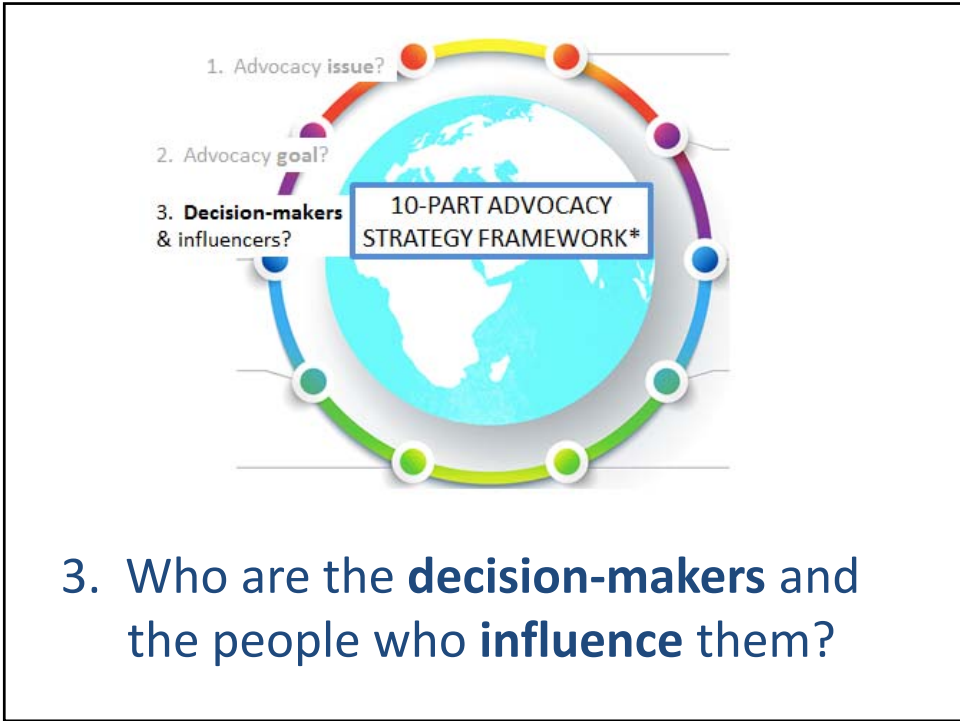 1. Advocacy issue?
2. Advocacy goal?
3. Decision-makers
& influencers?
10-PART ADVOCACY
STRATEGY FRAMEWORK*
3. Who are the decision-makers and
the people who influence them?